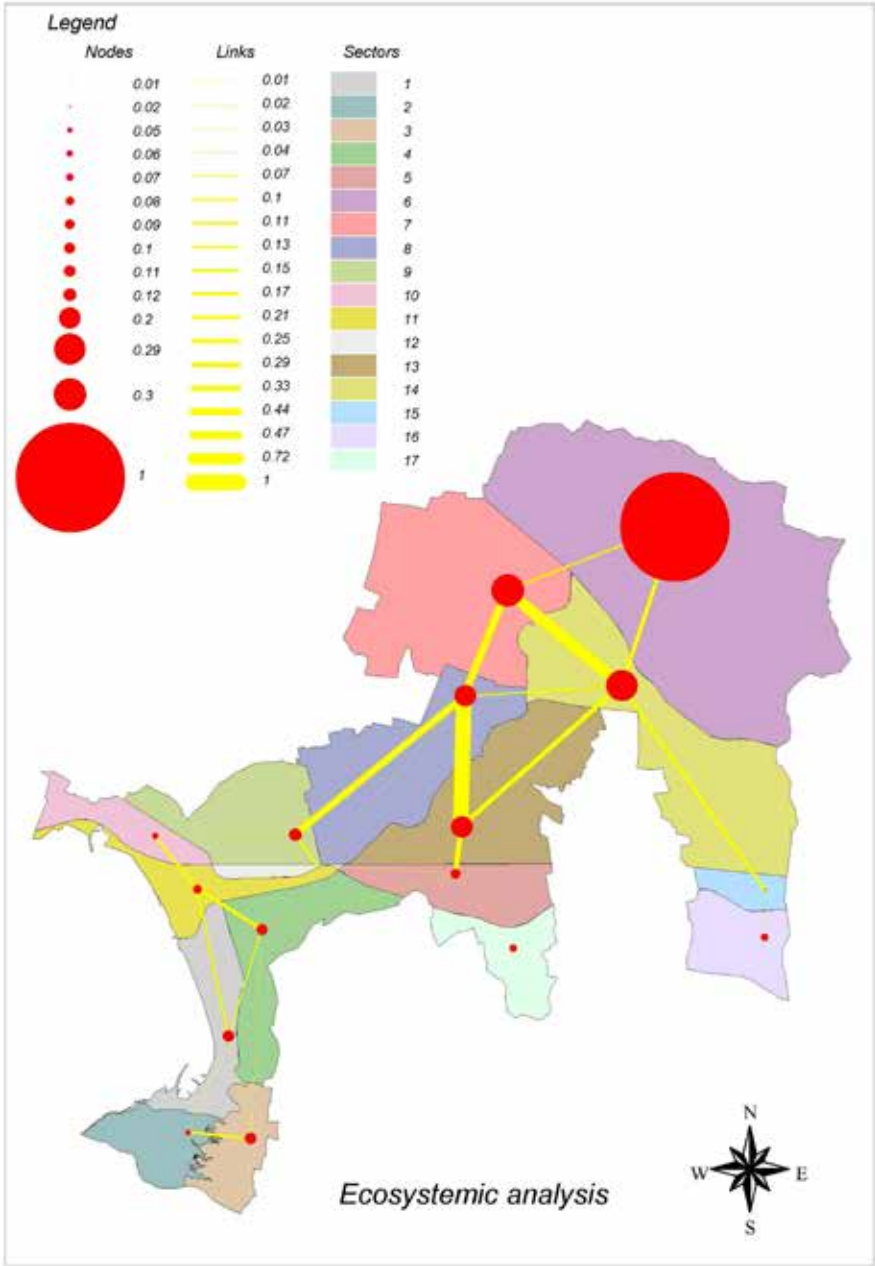 Legend
Nodes Links Sectors
0.01 0.01 1
0.02 0.02 2
0.05 0.03 3
0.06 0.04 4
0.07 0.07 5
0.08 0.1 6
0.09 0.11 7
0.1 0.13 8
0.11 0.15 9
0.12 0.17 10
0.2 0.21 11
0.25 12
0.29 0.29 13
0.33 14
0.3 0.44 15
0.47 16
0.72 17
1 1
N
W E
S
Ecosystemic analysis